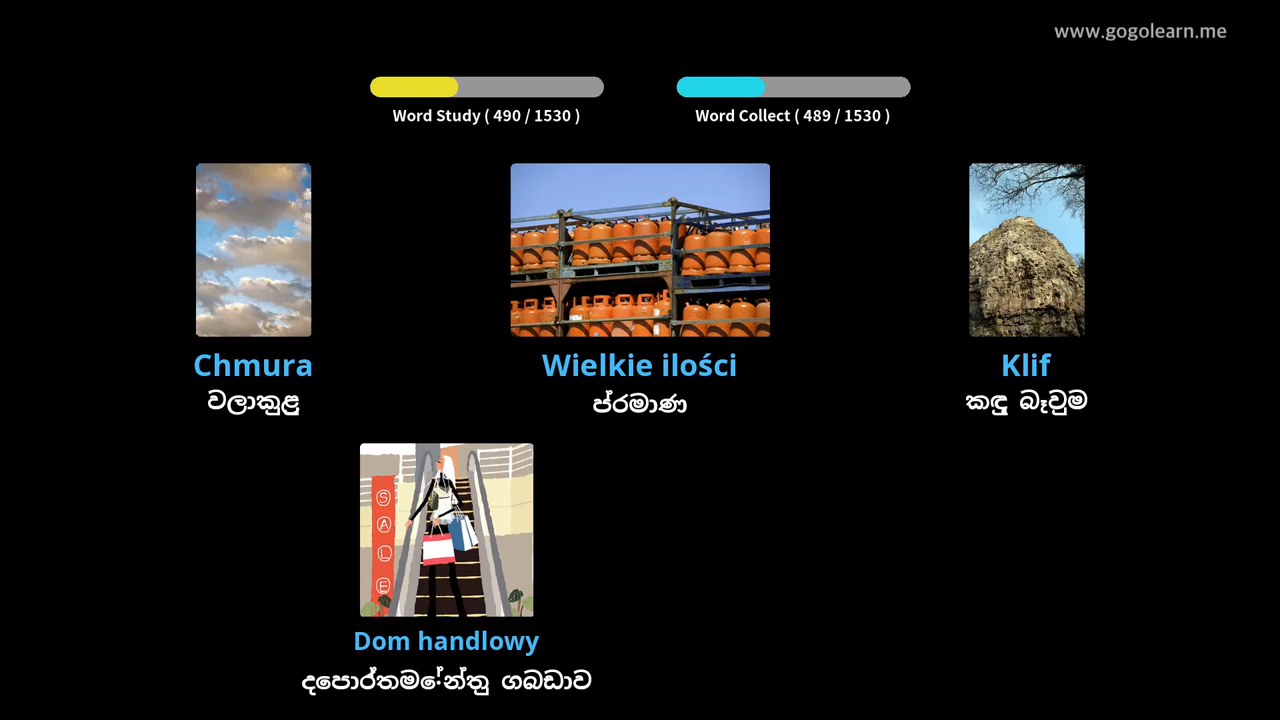 www.gogolearn.me
Word Study ( 490 / 1530 )
Word Collect ( 489 / 1530 )
Chmura
වලාකුළ
Wielkie ilości
ප්රමාණ
Klif
කඳු බෑවුම
S
A
L
E
Dom handlowy
දෙපාර්තමේන්තු ගබඩාව